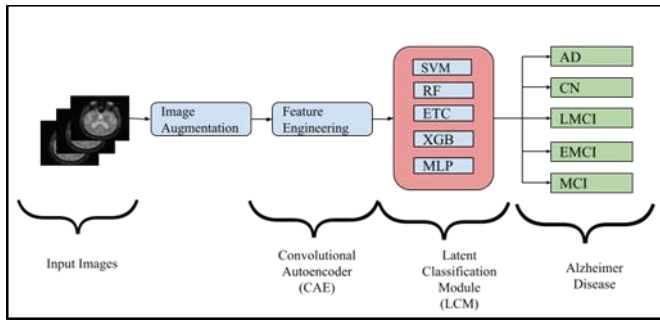 Image
Augmentation
Feature
Engineering
SVM
RF
ETC
XGB
MLP
AD
CN
LMCI
EMCI
MCI
Input Images
Convolutional
Autoencoder
(CAE)
Latent
Classification
Module
(LCM)
Alzheimer
Disease